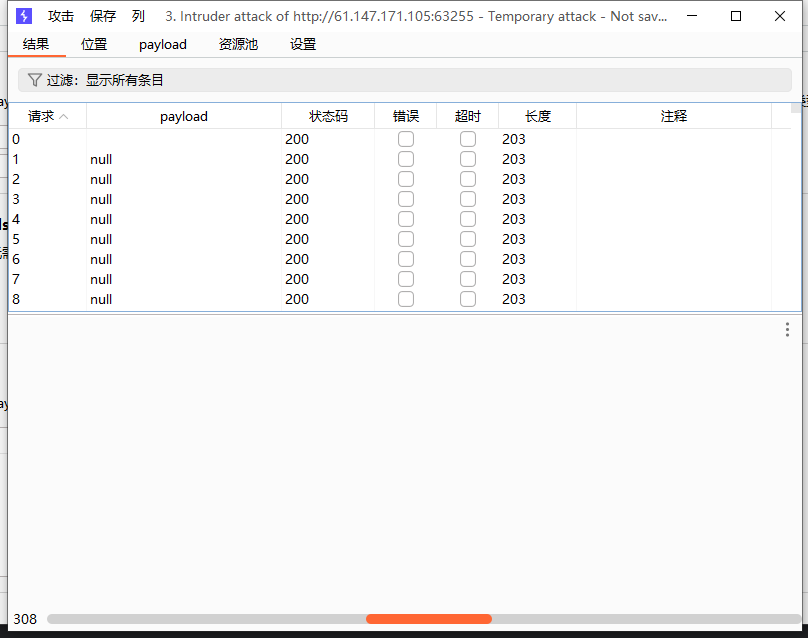 攻击 保存 列 3. Intruder attack of http://61.147.171.105:63255 - Temporary attack - Not sav...
结果 位置 payload 资源池 设置
过滤：显示所有条目
请求 payload 状态码 错误 超时 长度 注释
0 200 203
1 null 200 203
2 null 200 203
3 null 200 203
4 null 200 203
5 null 200 203
6 null 200 203
7 null 200 203
8 null 200 203
308